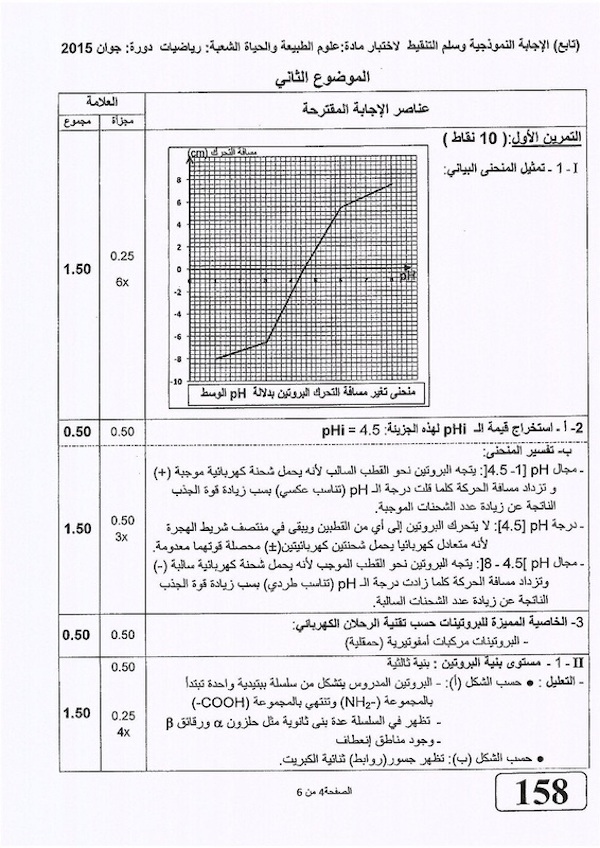 (تابع) الإجابة النموذجية وسلم التنقيط لاختبار مادة:علوم الطبيعة والحياة الشعبة: رياضيات دورة: جوان 2015
الموضوع الثاني
العلامة
عناصر الإجابة المقترحة
مجموع
مجزأة
التمرين الأول:( 10 نقاط )
I - 1 - تمثيل المنحنى البياني:
مسافة التحرك (cm)
8
6
4
2
0
-2
-4
-6
-8
-10
pH
منحنى تغير مسافة التحرك البروتين بدلالة pH الوسط
1.50
0.25
6x
2- أ - استخراج قيمة الـ pHi لهذه الجزيئة: pHi = 4.5
0.50
0.50
ب- تفسير المنحنى:
- مجال pH [1- 4.5[: يتجه البروتين نحو القطب السالب لأنه يحمل شحنة كهربائية موجبة (+)
و تزداد مسافة الحركة كلما قلت درجة الـ pH (تناسب عكسي) بسب زيادة قوة الجذب
الناتجة عن زيادة عدد الشحنات الموجبة.
- درجة pH [4.5]: لا يتحرك البروتين إلى أي من القطبين ويبقى في منتصف شريط الهجرة
لأنه متعادل كهربائيا يحمل شحنتين كهربائيتين(±) محصلة قوتهما معدومة.
- مجال pH ]4.5 - 8]: يتجه البروتين نحو القطب الموجب لأنه يحمل شحنة كهربائية سالبة (-)
وتزداد مسافة الحركة كلما زادت درجة الـ pH (تناسب طردي) بسب زيادة قوة الجذب
الناتج عن زيادة عدد الشحنات السالبة.
1.50
0.50
3x
3- الخاصية المميزة للبروتينات حسب تقنية الرحلان الكهربائي:
- البروتينات مركبات أمفوتيرية (حمقلية)
0.50
0.50
II - 1 - مستوى بنية البروتين : بنية ثالثية
- التعليل : ● حسب الشكل (أ): - البروتين المدروس يتشكل من سلسلة ببتيدية واحدة تبتدأ
بالمجموعة (NH2-) وتنتهي بالمجموعة (COOH-)
- تظهر في السلسلة عدة بنى ثانوية مثل حلزون α ورقائق β
- وجود مناطق إنعطاف
● حسب الشكل (ب): تظهر جسور(روابط) ثنائية الكبريت.
1.50
0.50
0.25
4x
الصفحة4 من 6
158